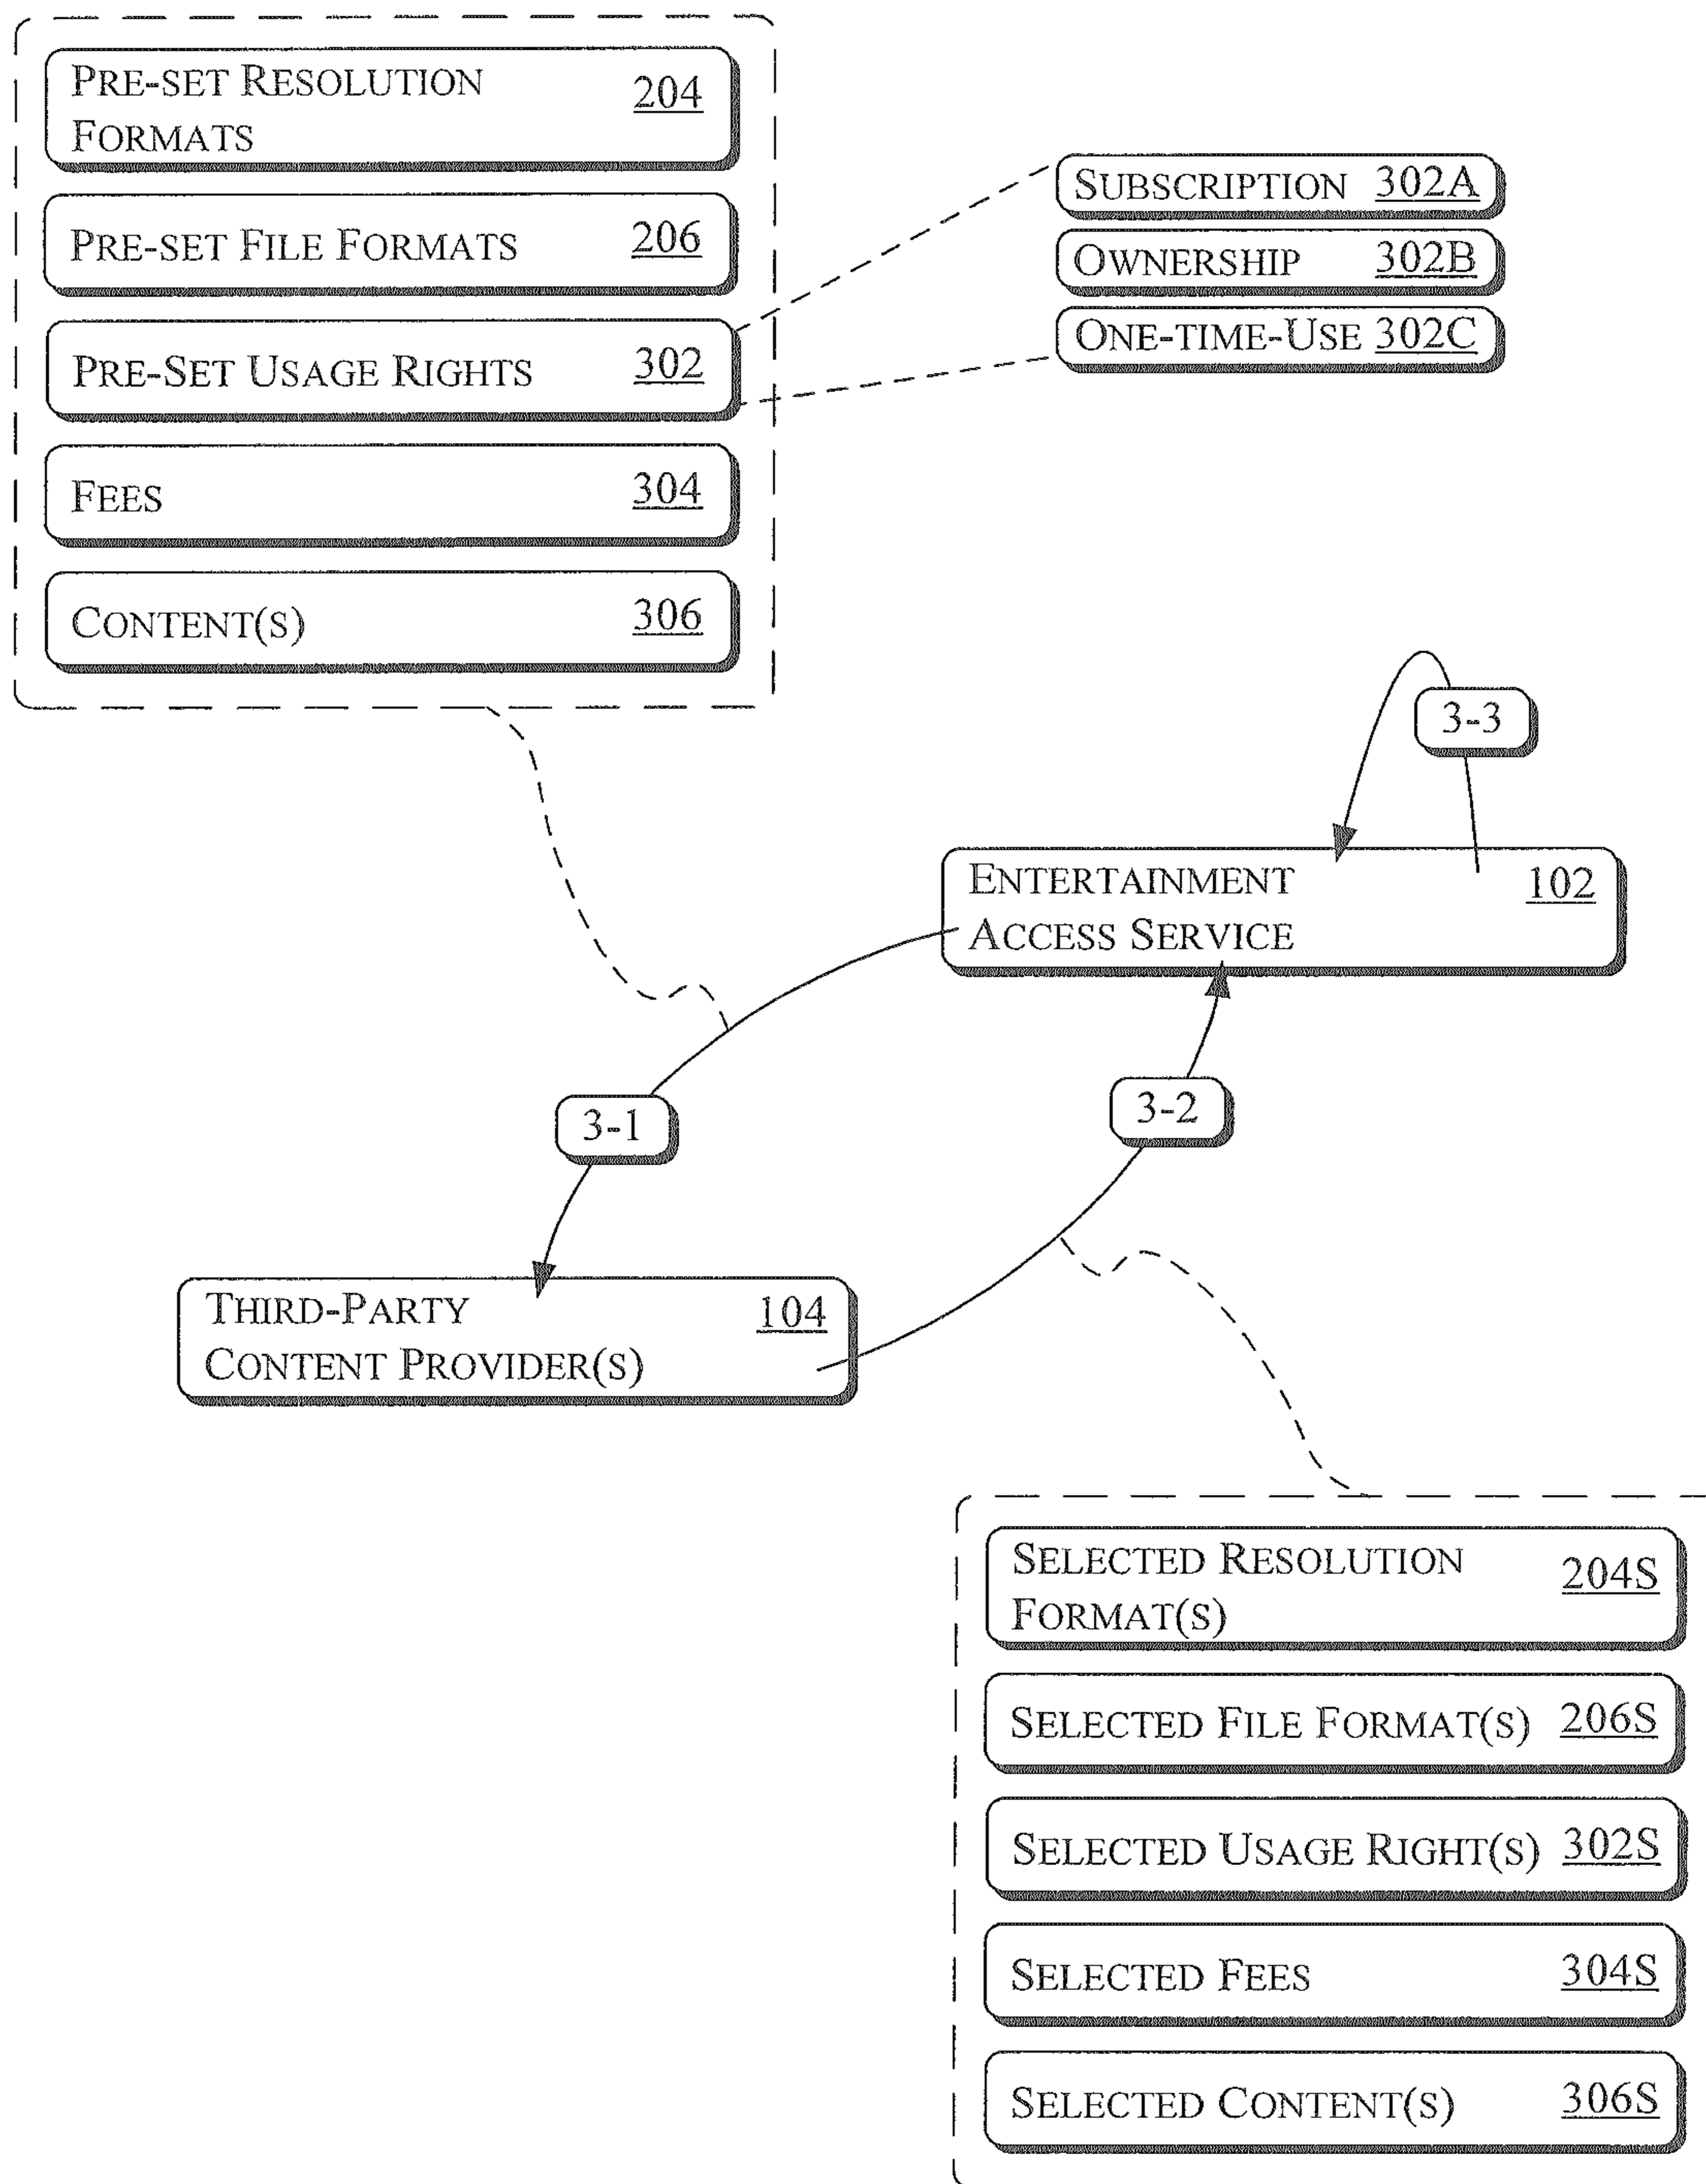 PRE-SET RESOLUTION 204
FORMATS
PRE-SET FILE FORMATS 206
PRE-SET USAGE RIGHTS 302
FEES 304
CONTENT(S) 306
SUBSCRIPTION 302A
OWNERSHIP 302B
ONE-TIME-USE 302C
3-3
ENTERTAINMENT 102
ACCESS SERVICE
3-1
3-2
THIRD-PARTY 104
CONTENT PROVIDER(S)
SELECTED RESOLUTION 204S
FORMAT(S)
SELECTED FILE FORMAT(S) 206S
SELECTED USAGE RIGHT(S) 302S
SELECTED FEES 304S
SELECTED CONTENT(S) 306S